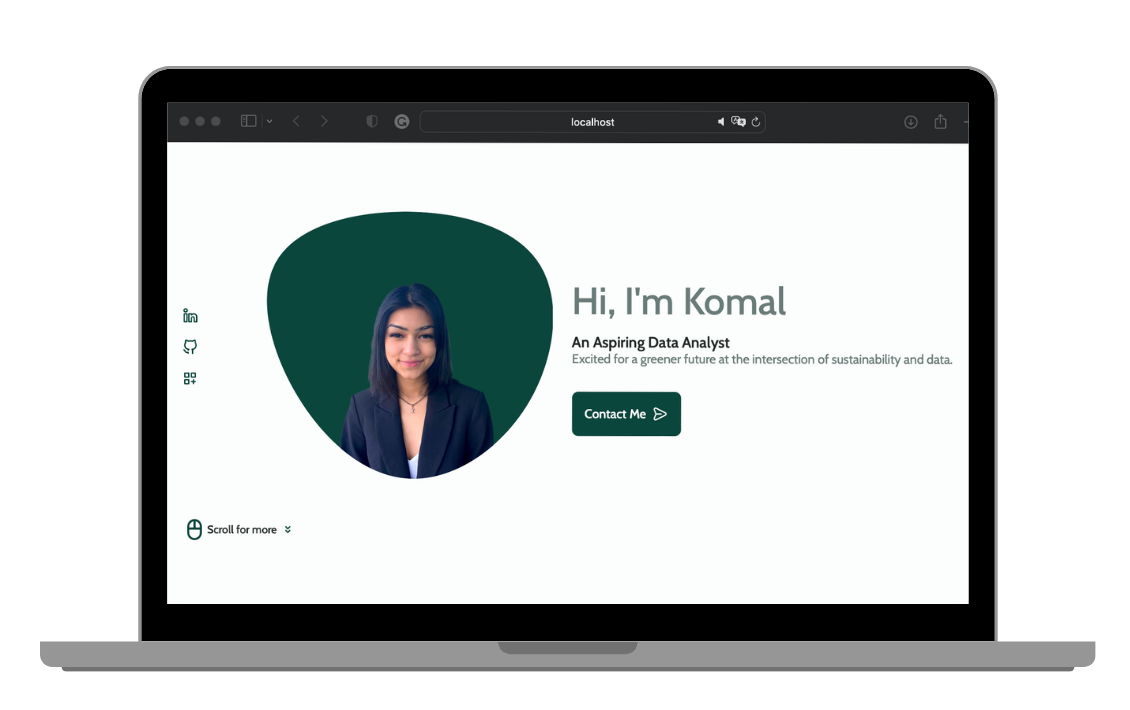 localhost
Hi, I'm Komal
An Aspiring Data Analyst
Excited for a greener future at the intersection of sustainability and data.
Contact Me
Scroll for more